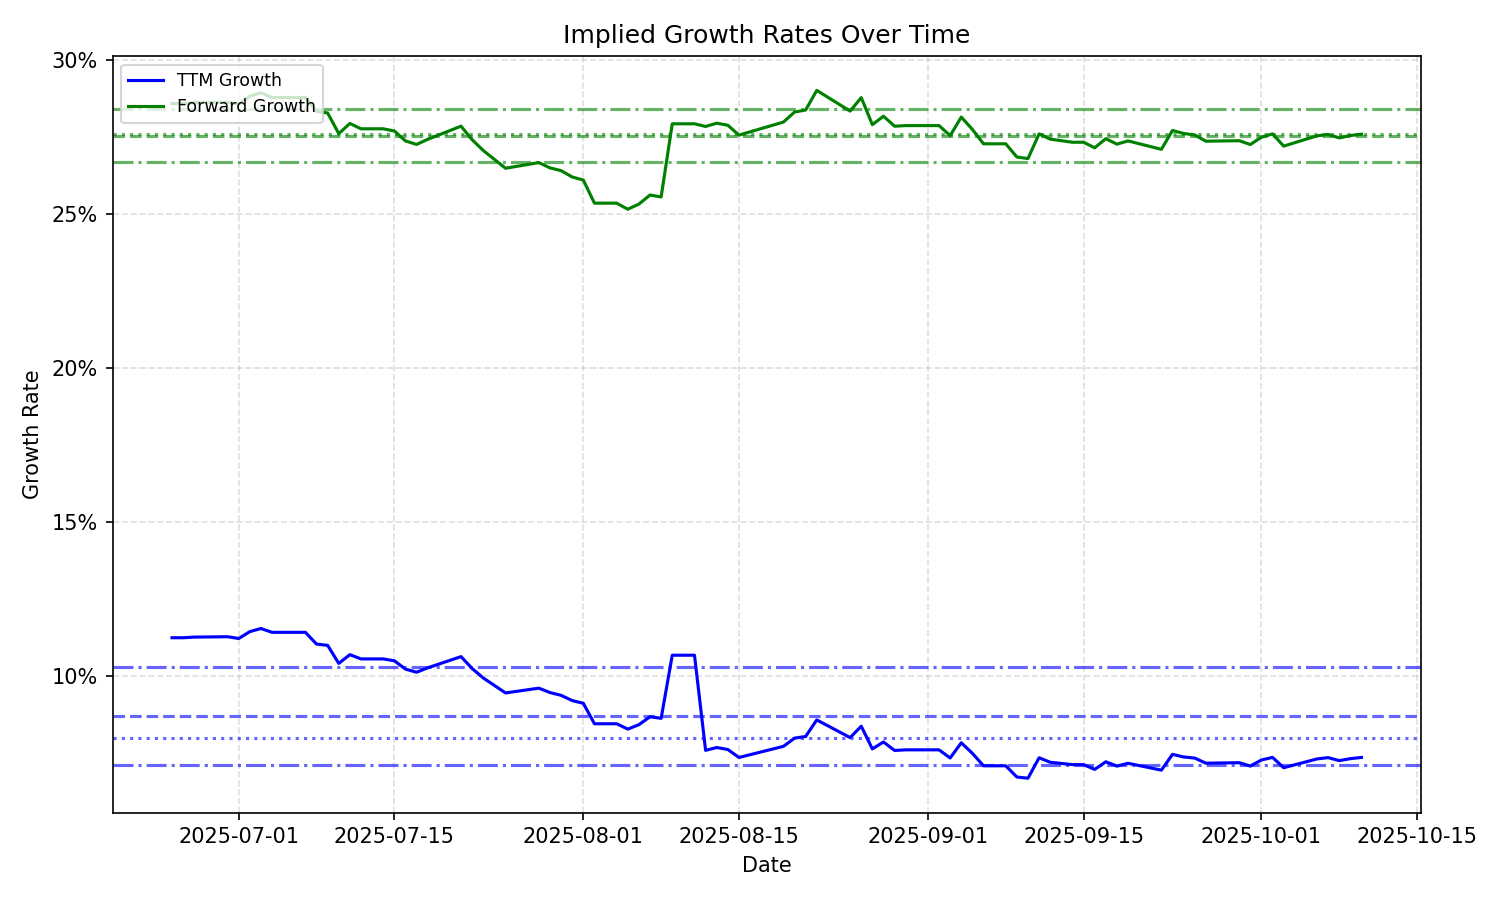 Implied Growth Rates Over Time
TTM Growth
Forward Growth
30%
25%
20%
15%
10%
Growth Rate
2025-07-01 2025-07-15 2025-08-01 2025-08-15 2025-09-01 2025-09-15 2025-10-01 2025-10-15
Date